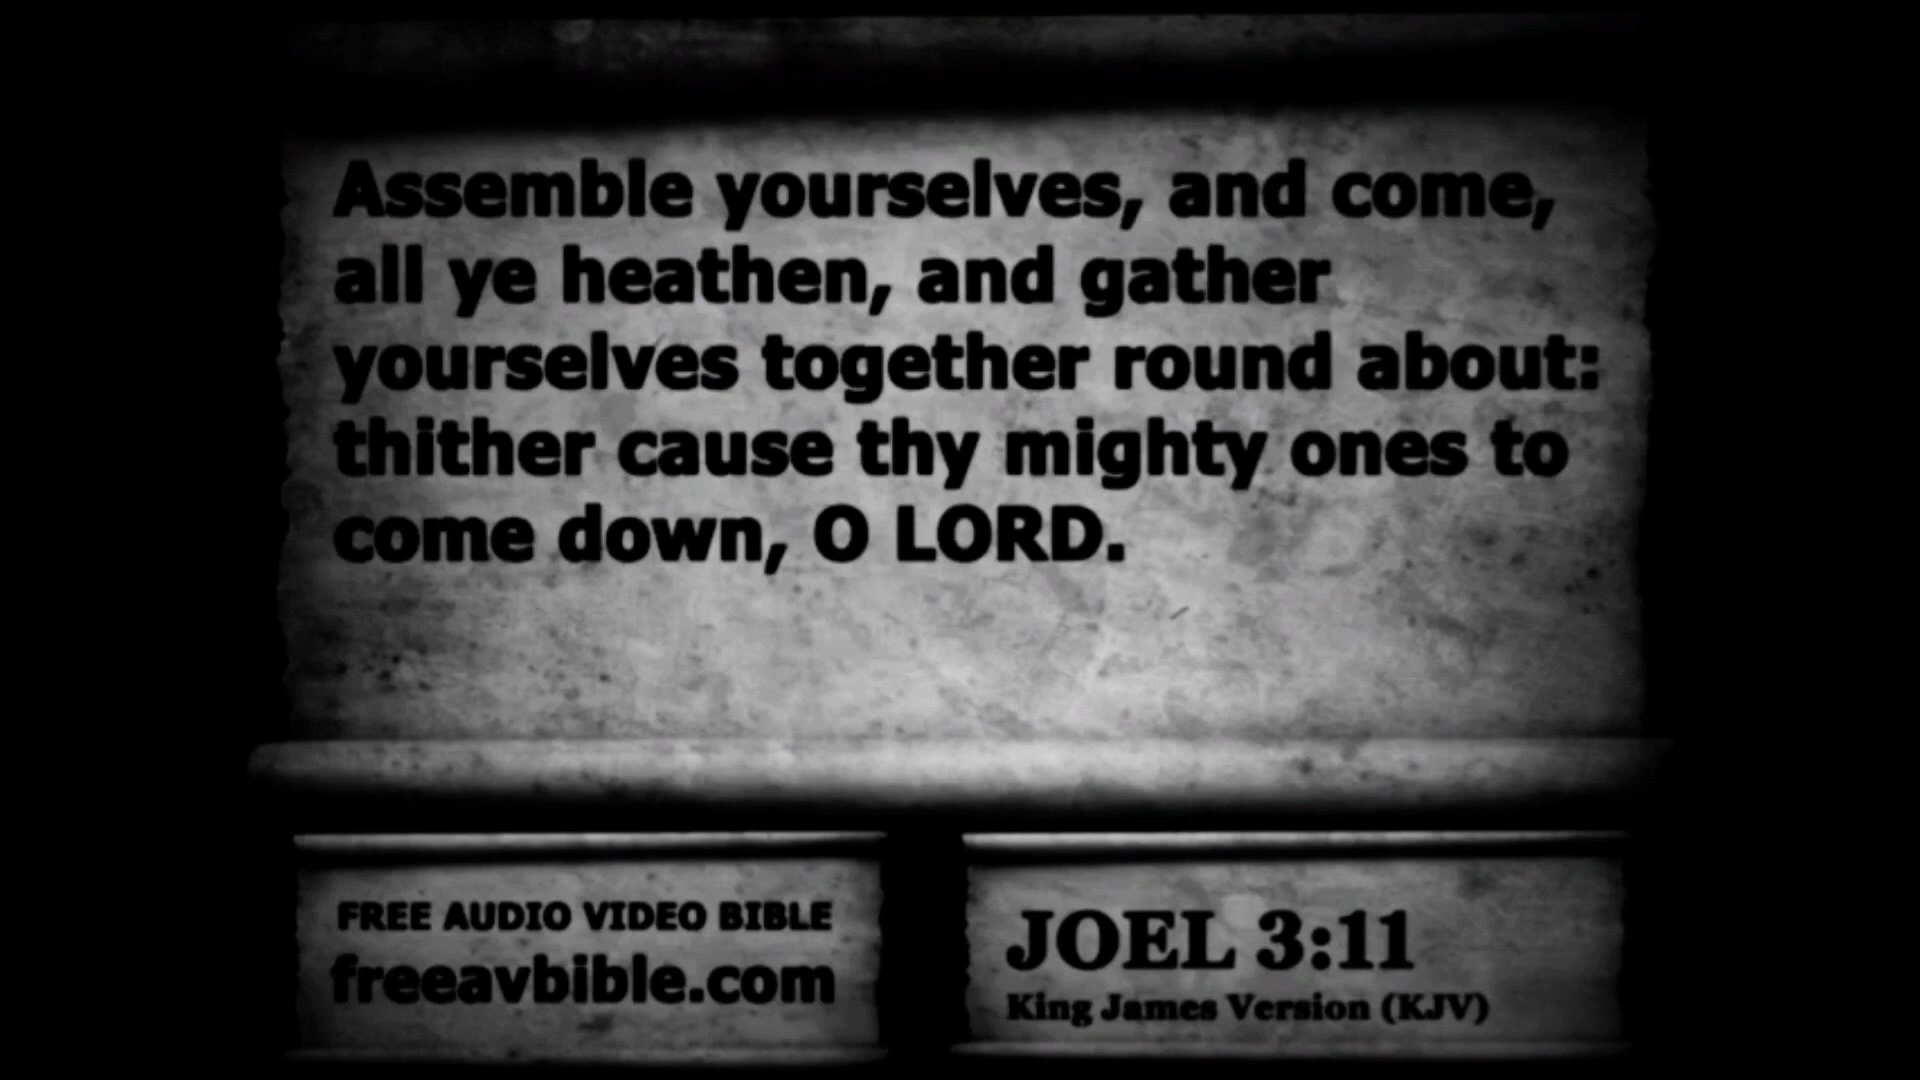 Assemble yourselves, and come,
all ye heathen, and gather
yourselves together round about:
thither cause thy mighty ones to
come down, O LORD.
FREE AUDIO VIDEO BIBLE
freeavbible.com
JOEL 3:11
King James Version (KJV)